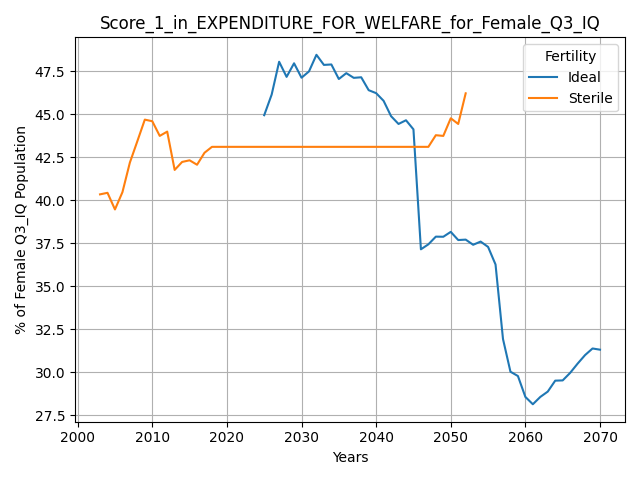 Score_1_in_EXPENDITURE_FOR_WELFARE_for_Female_Q3_IQ
Fertility
Ideal
Sterile
% of Female Q3_IQ Population
47.5
45.0
42.5
40.0
37.5
35.0
32.5
30.0
27.5
2000 2010 2020 2030 2040 2050 2060 2070
Years